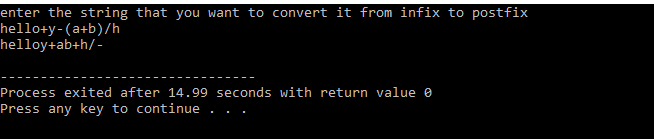 enter the string that you want to convert it from infix to postfix
hello+y-(a+b)/h
helloy+ab+h/-
--------------------------------
Process exited after 14.99 seconds with return value 0
Press any key to continue . . .